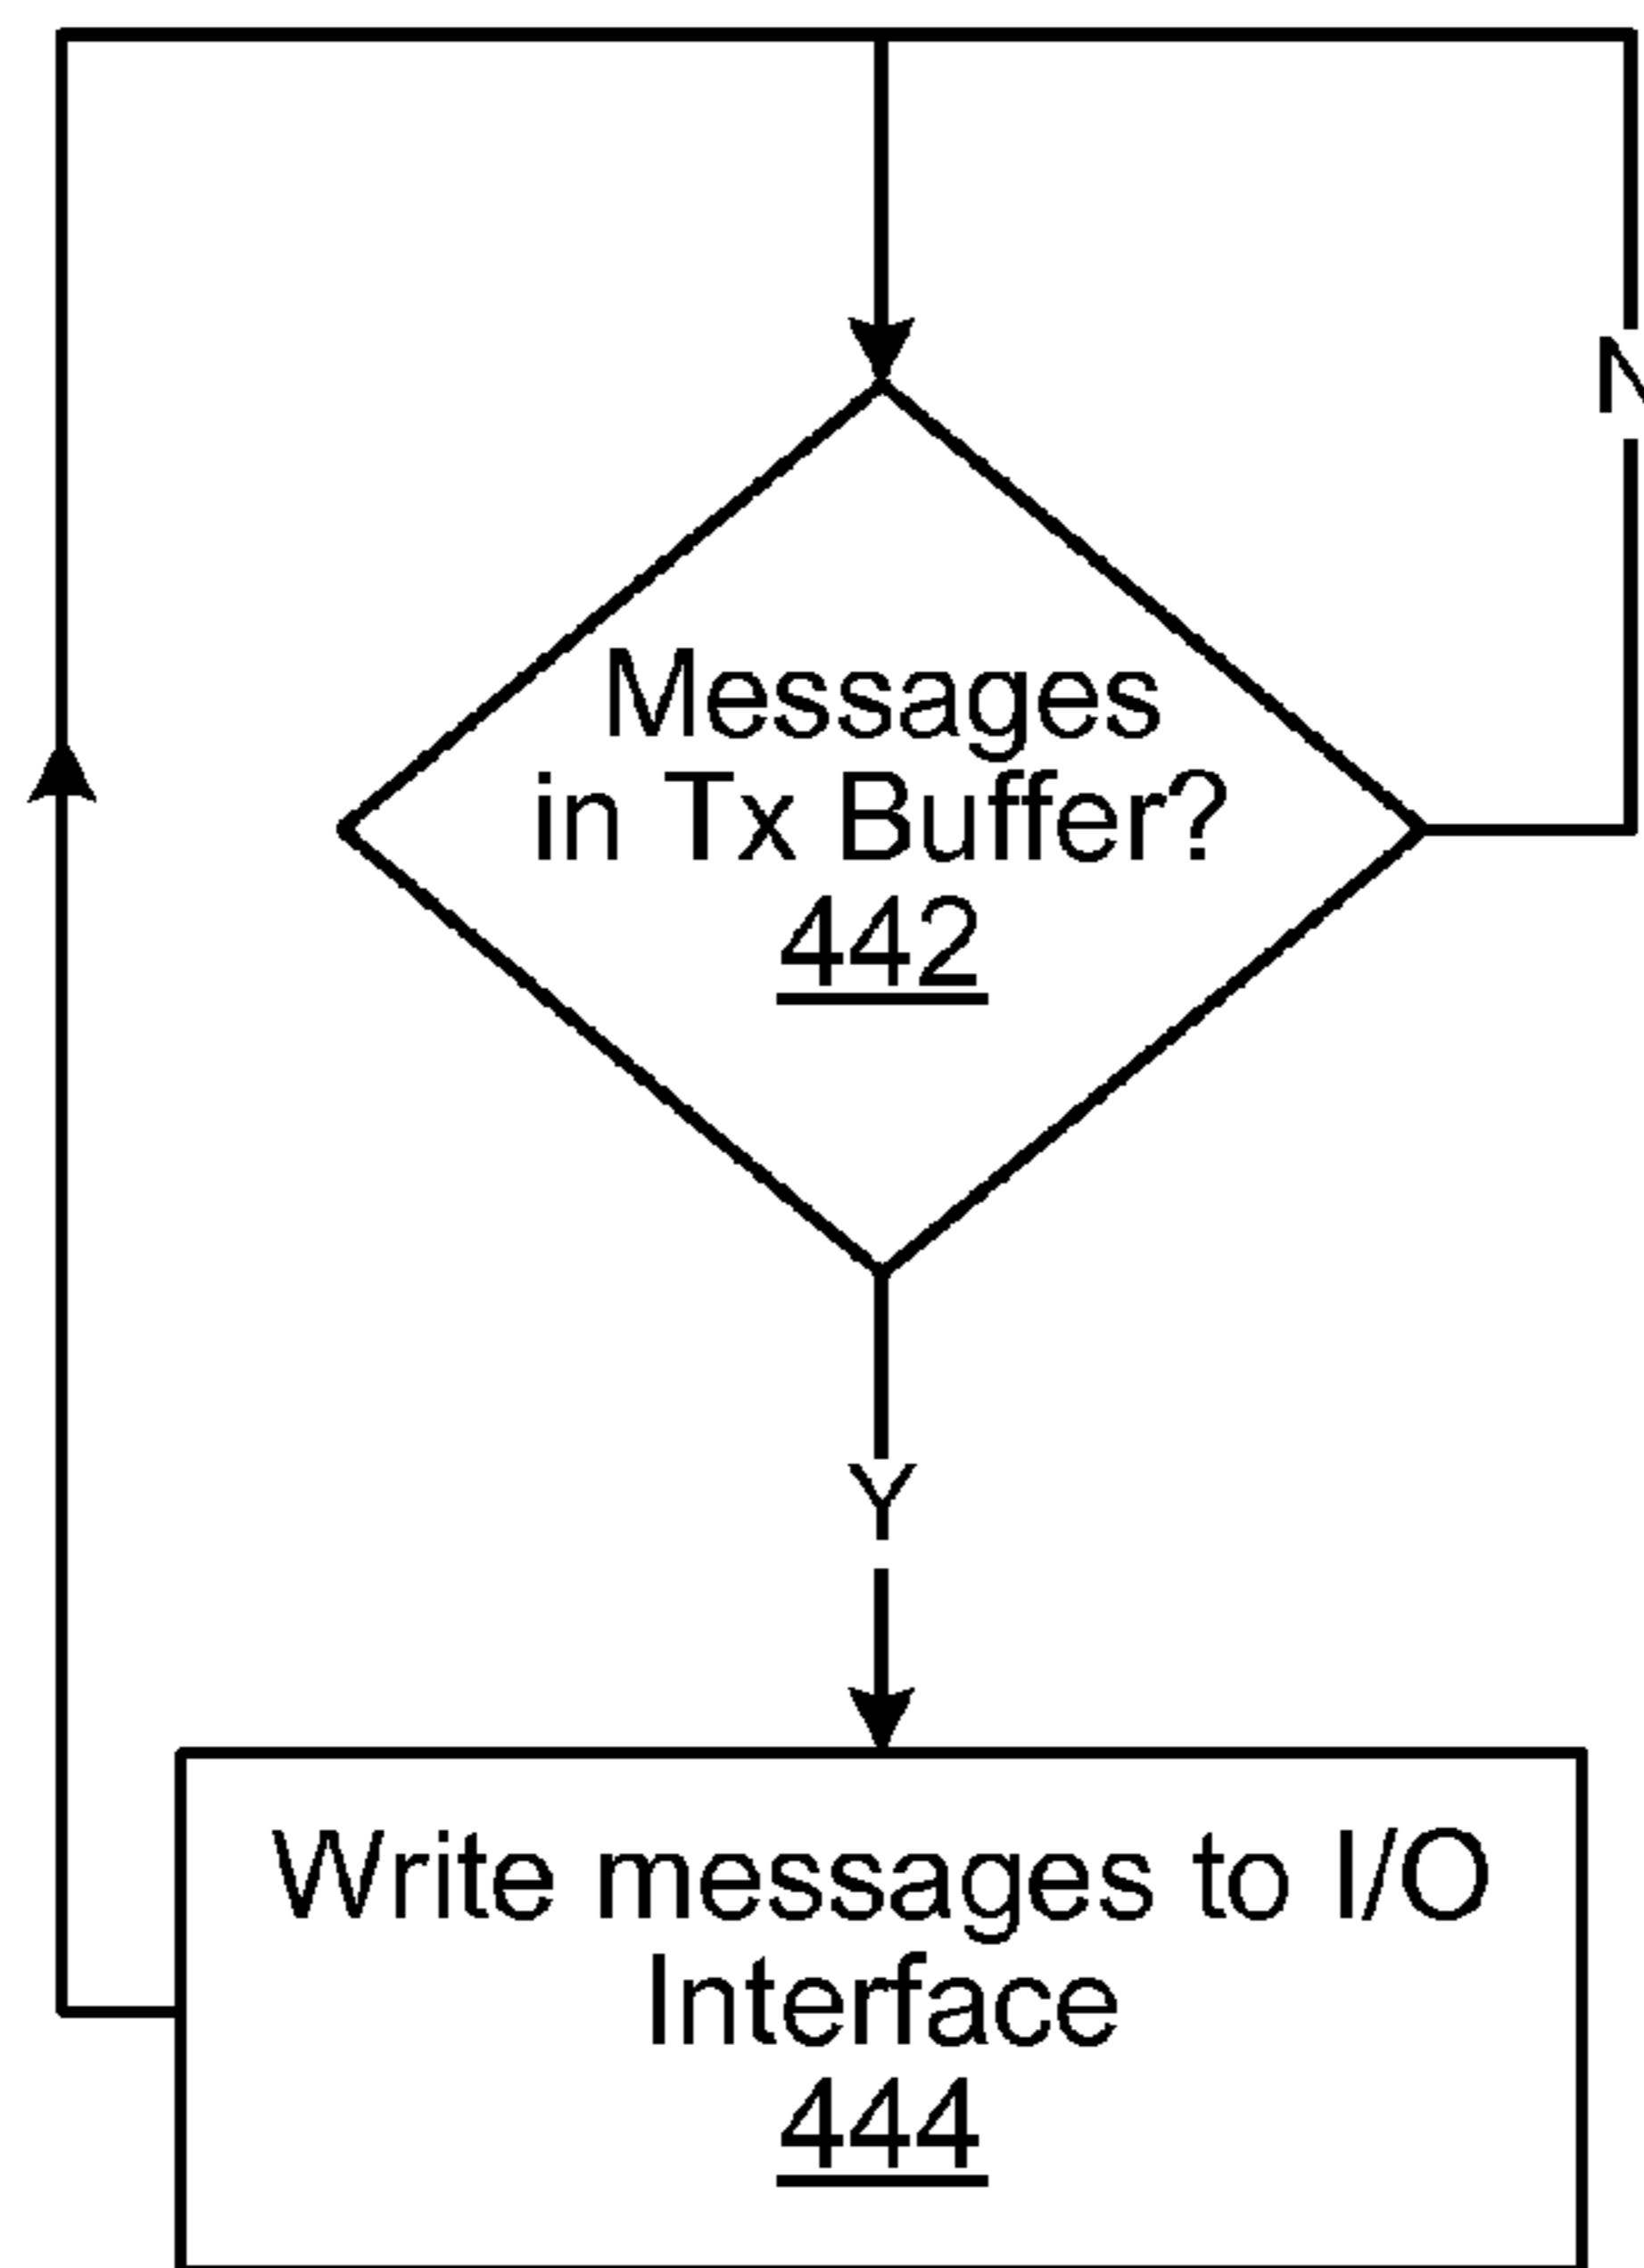 N
Messages
in Tx Buffer?
442
Y
Write messages to I/O
Interface
444